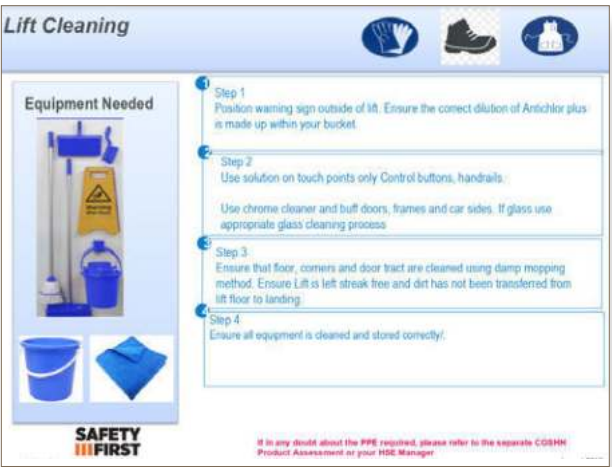 Lift Cleaning
Equipment Needed
1
Step 1
Position warning sign outside of lift. Ensure the correct dilution of Antichlor plus
is made up within your bucket.
2
Step 2
Use solution on touch points only Control buttons, handrails.
Use chrome cleaner and buff doors, frames and car sides. If glass use
appropriate glass cleaning process
3
Step 3
Ensure that floor, corners and door tract are cleaned using damp mopping
method. Ensure Lift is left streak free and dirt has not been transferred from
lift floor to landing.
4
Step 4
Ensure all equipment is cleaned and stored correctly/.
SAFETY
FIRST
If in any doubt about the PPE required, please refer to the separate COSHH
Product Assessment or your HSE Manager